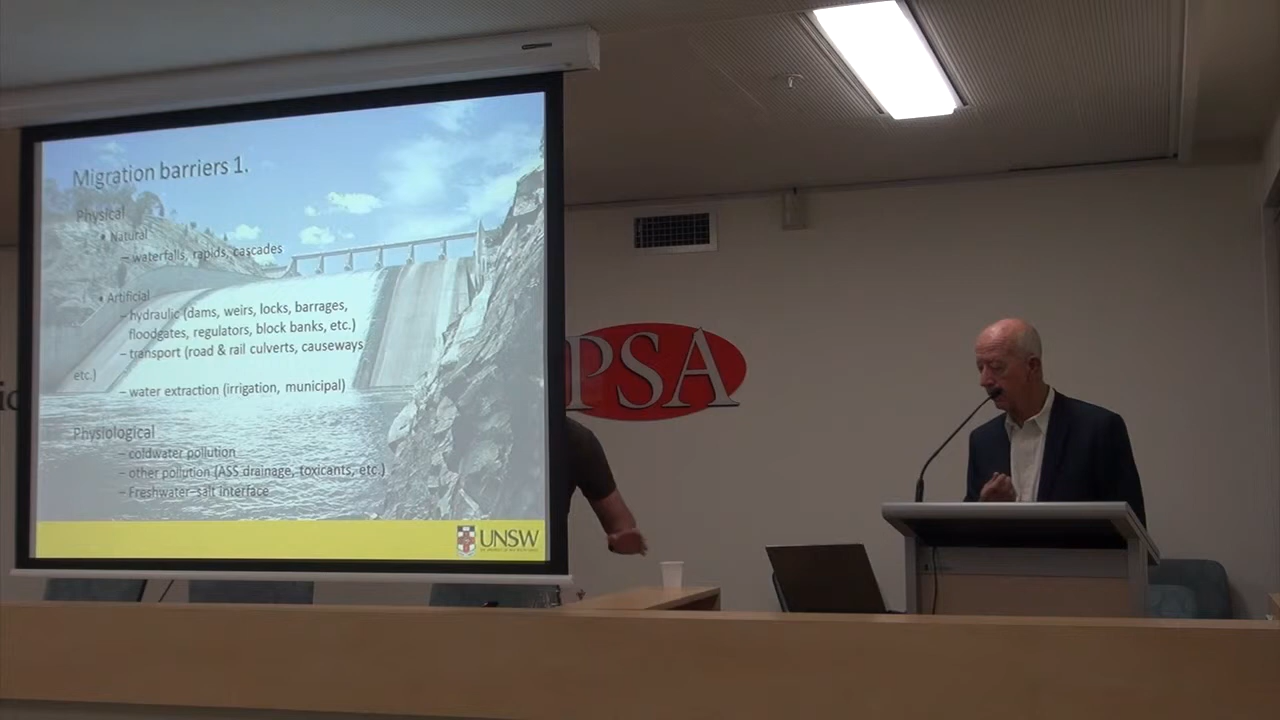 Migration barriers 1.
Physical
• Natural
– waterfalls, rapids, cascades
• Artificial
– hydraulic (dams, weirs, locks, barrages,
floodgates, regulators, block banks, etc.)
– transport (road & rail culverts, causeways
etc.)
– water extraction (irrigation, municipal)
Physiological
– coldwater pollution
– other pollution (ASS drainage, toxicants, etc.)
– Freshwater–salt interface
UNSW
PSA